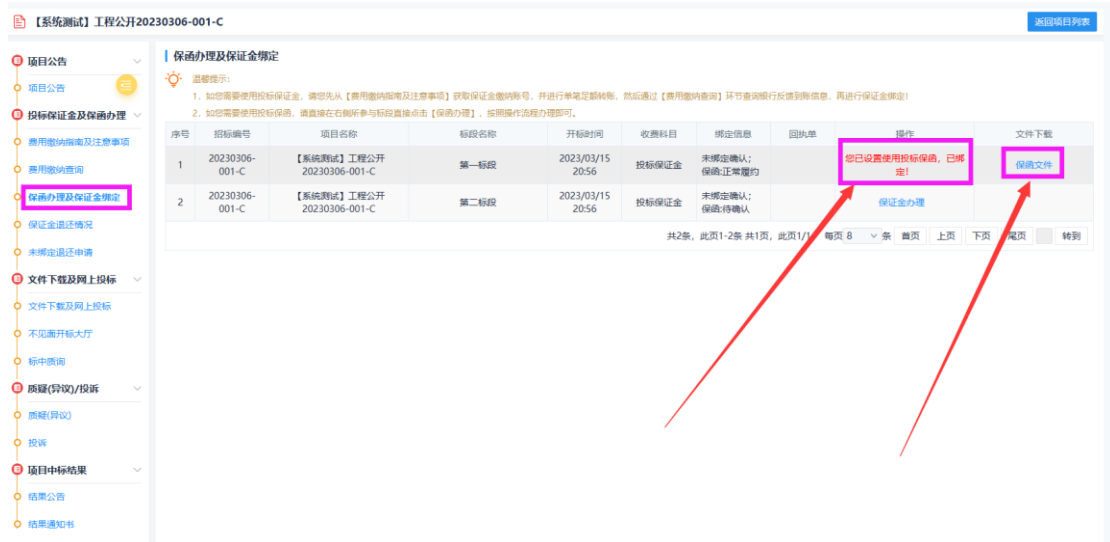 【系统测试】工程公开20230306-001-C
返回项目列表
项目公告
项目公告
投标保证金及保函办理
费用缴纳指南及注意事项
费用缴纳查询
保函办理及保证金绑定
保证金退还情况
未绑定退还申请
文件下载及网上投标
文件下载及网上投标
不见面开标大厅
标中质询
质疑(异议)/投诉
质疑(异议)
投诉
项目中标结果
结果公告
结果通知书
保函办理及保证金绑定
温馨提示:
1、如您需要使用投标保证金，请您先从【费用缴纳指南及注意事项】获取保证金缴纳账号，并进行单笔足额转账，然后通过【费用缴纳查询】环节查询银行反馈到账信息，再进行保证金绑定!
2、如您需要使用投标保函，请直接在右侧所参与标段直接点击【保函办理】，按照操作流程办理即可。
序号 招标编号 项目名称 标段名称 开标时间 收费科目 绑定信息 回执单 操作 文件下载
1 20230306-001-C 【系统测试】工程公开20230306-001-C 第一标段 2023/03/15 20:56 投标保证金 未绑定确认；保函:正常履约 您已设置使用投标保函，已绑定! 保函文件
2 20230306-001-C 【系统测试】工程公开20230306-001-C 第二标段 2023/03/15 20:56 投标保证金 未绑定确认；保函:待确认 保证金办理
共2条，此页1-2条 共1页，此页1/1 每页 8 条 首页 上页 下页 尾页 转到